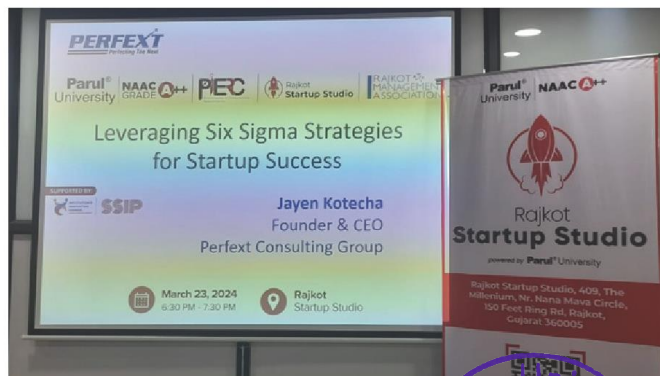 PERFEXT
Perfexting The Next
Parul® University
NAAC GRADE A++
PIERC
Rajkot Startup Studio
RAJKOT MANAGEMENT ASSOCIATION
Leveraging Six Sigma Strategies
for Startup Success
SUPPORTED BY
SSIP
Jayen Kotecha
Founder & CEO
Perfext Consulting Group
March 23, 2024
6:30 PM - 7:30 PM
Rajkot
Startup Studio
Parul® University
NAAC A++
Rajkot
Startup Studio
powered by Parul® University
Rajkot Startup Studio, 409, The
Millenium, Nr. Nana Mava Circle,
150 Feet Ring Rd, Rajkot,
Gujarat 360005